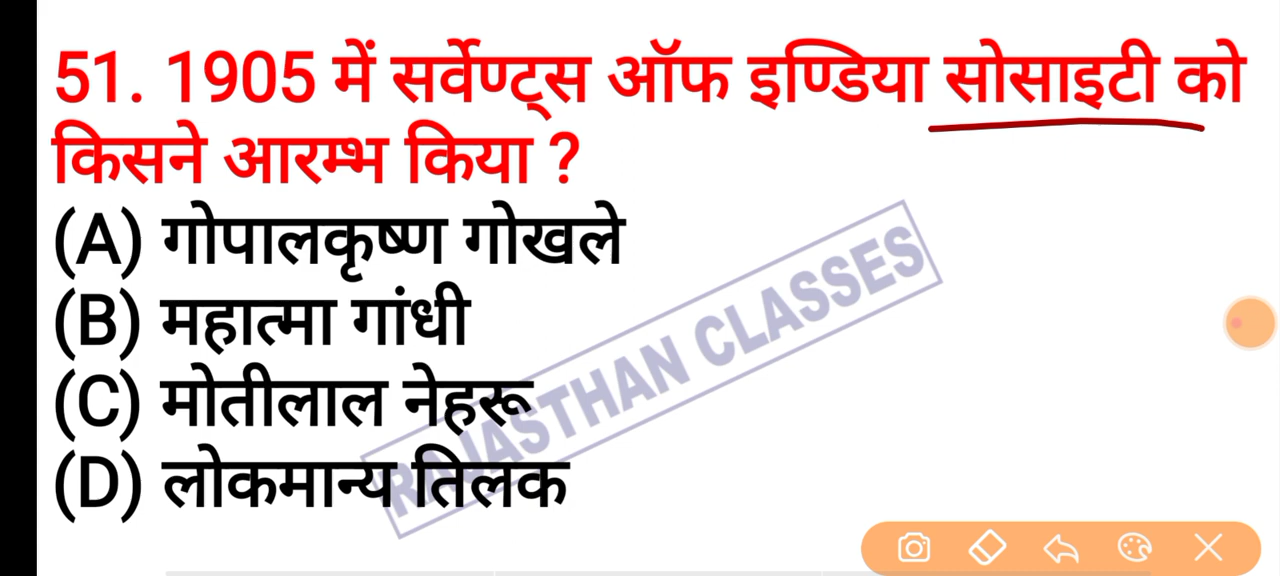 51. 1905 में सर्वेण्ट्स ऑफ इण्डिया सोसाइटी को
किसने आरम्भ किया ?
(A) गोपालकृष्ण गोखले
(B) महात्मा गांधी
(C) मोतीलाल नेहरू
(D) लोकमान्य तिलक
RAJASTHAN CLASSES